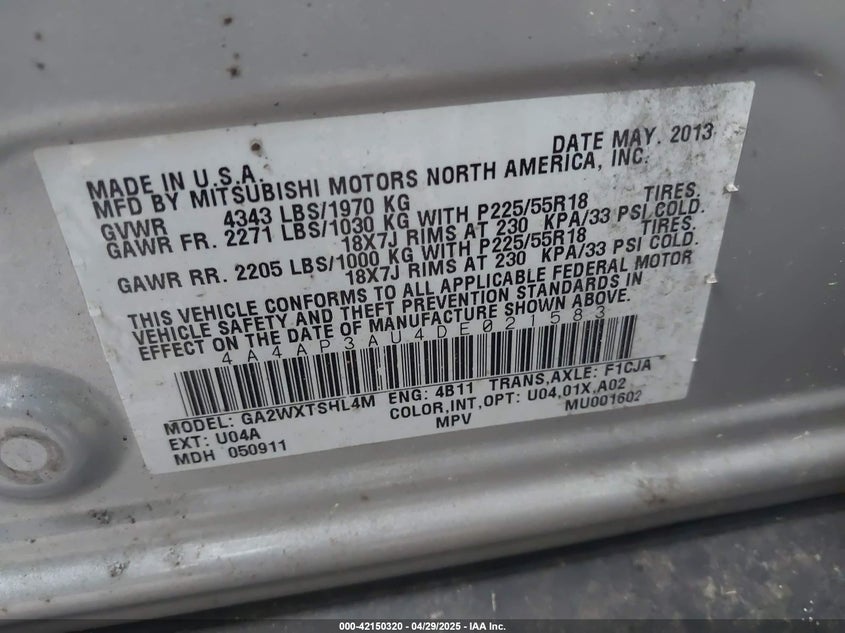 DATE MAY. 2013
MADE IN U.S.A.
MFD BY MITSUBISHI MOTORS NORTH AMERICA, INC.
GVWR 4343 LBS/1970 KG
GAWR FR. 2271 LBS/1030 KG WITH P225/55R18 TIRES.
18X7J RIMS AT 230 KPA/33 PSI COLD.
GAWR RR. 2205 LBS/1000 KG WITH P225/55R18 TIRES.
18X7J RIMS AT 230 KPA/33 PSI COLD.
THIS VEHICLE CONFORMS TO ALL APPLICABLE FEDERAL MOTOR
VEHICLE SAFETY AND THEFT PREVENTION STANDARDS IN
EFFECT ON THE DATE OF MANUFACTURE SHOWN ABOVE.
4A4AP3AU4DE021583
MODEL: GA2WXTSHL4M ENG: 4B11 TRANS,AXLE: F1CJA
EXT: U04A COLOR,INT,OPT: U04,01X,A02
MDH 050911 MPV MU001602
000-42150320 | 04/29/2025 - IAA Inc.